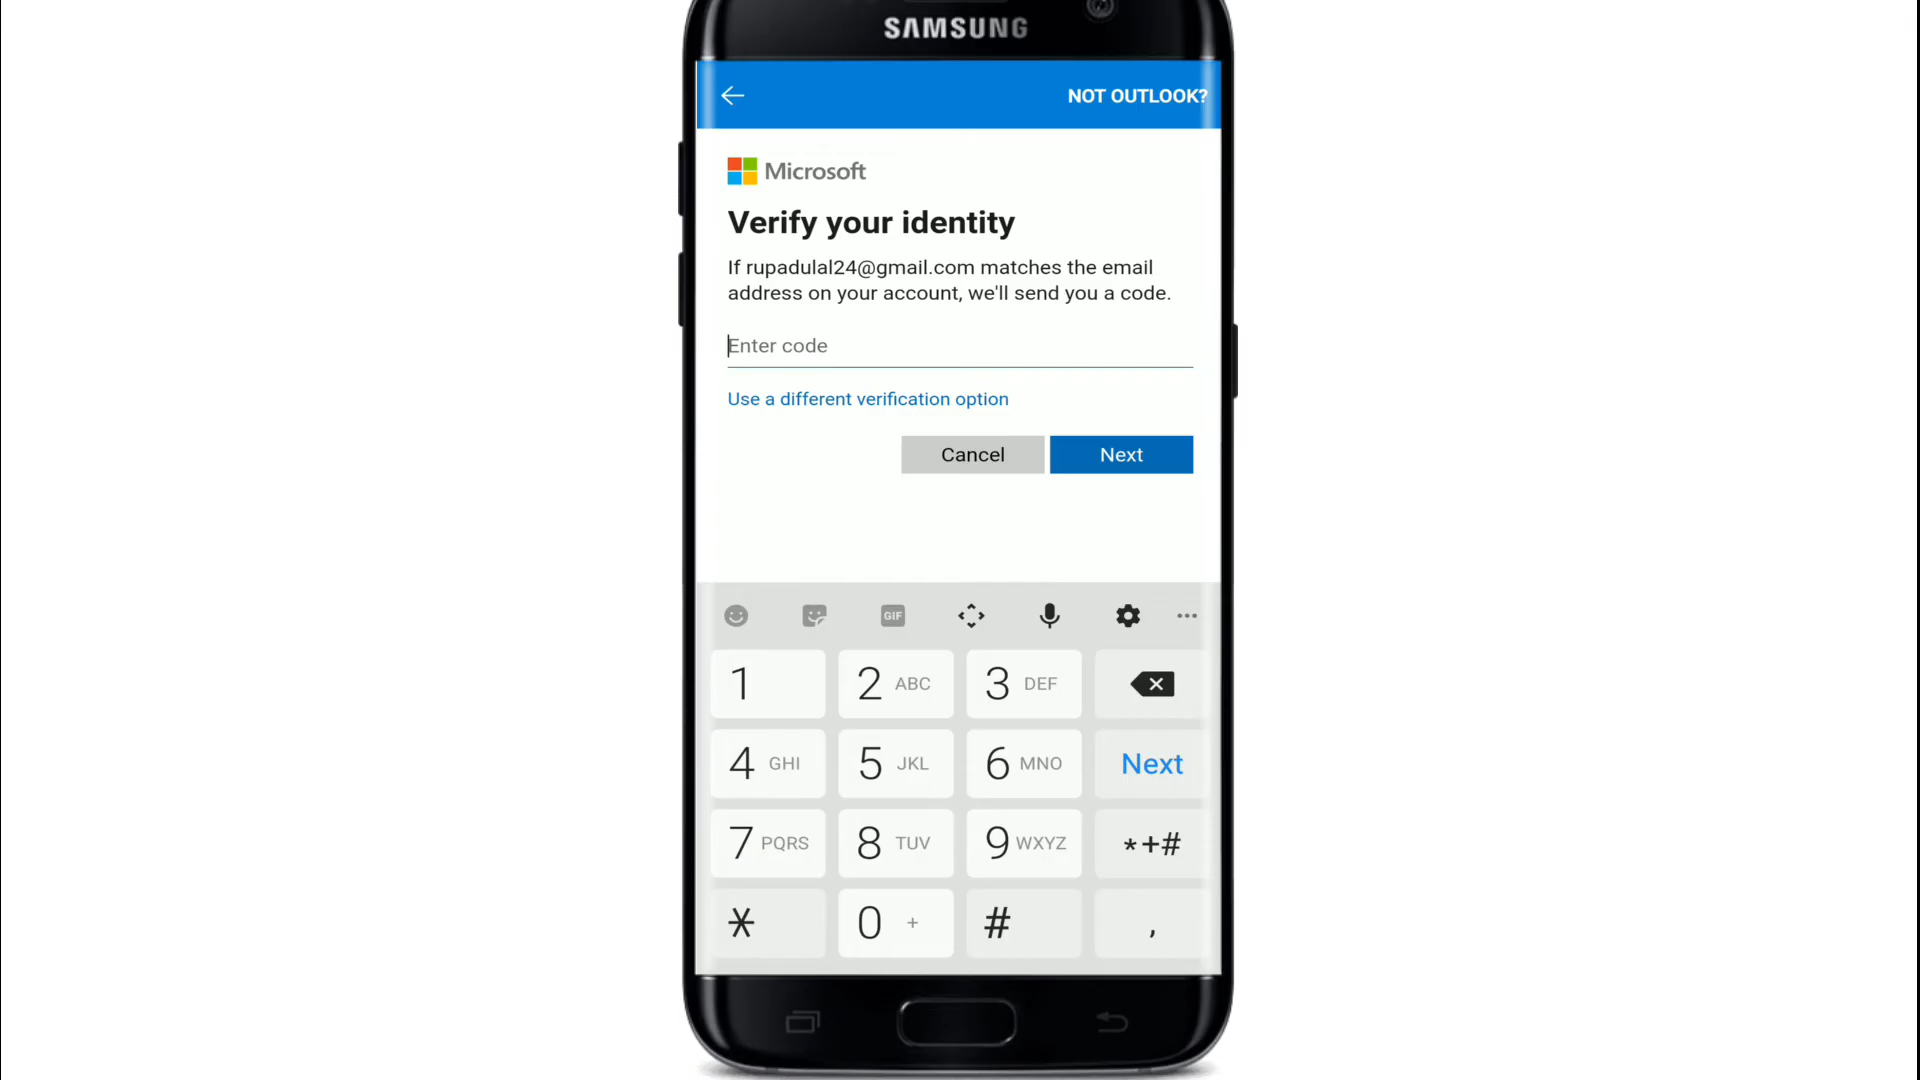 SAMSUNG
NOT OUTLOOK?
Microsoft
Verify your identity
If rupadulal24@gmail.com matches the email
address on your account, we'll send you a code.
Enter code
Use a different verification option
Cancel Next
GIF
1 2 ABC 3 DEF
4 GHI 5 JKL 6 MNO Next
7 PQRS 8 TUV 9 WXYZ *+#
* 0 + # ,